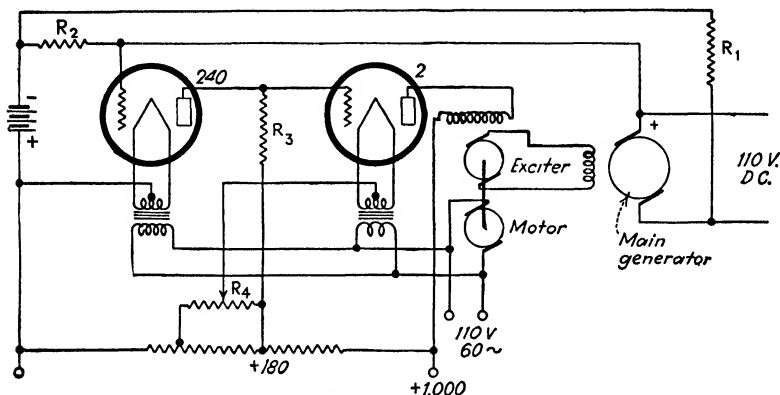 R2
240
2
R1
-
+
R3
+
Exciter
110 V.
D C.
Motor
Main
generator
R4
+180
110 V
60 ~
+1,000